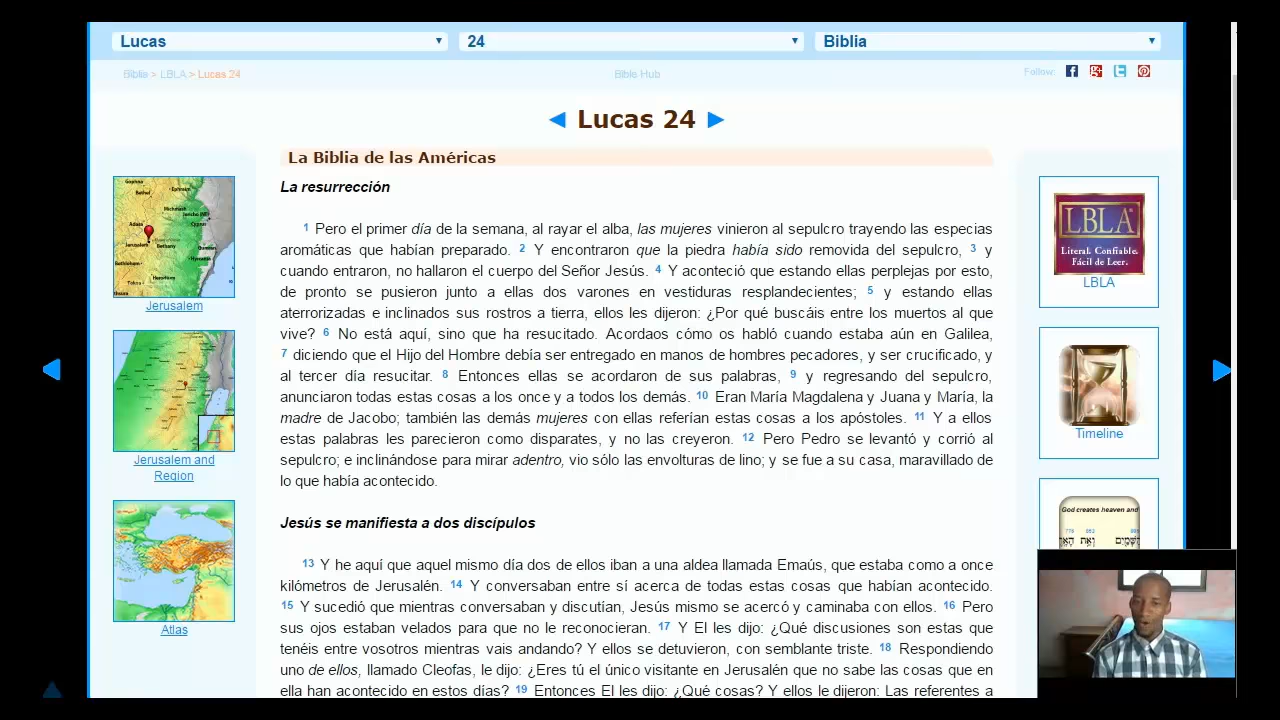 Lucas
24
Biblia
Biblia > LBLA > Lucas 24
Bible Hub
Follow:
◄ Lucas 24 ►
La Biblia de las Américas
La resurrección
1 Pero el primer día de la semana, al rayar el alba, las mujeres vinieron al sepulcro trayendo las especias
aromáticas que habían preparado. 2 Y encontraron que la piedra había sido removida del sepulcro, 3 y
cuando entraron, no hallaron el cuerpo del Señor Jesús. 4 Y aconteció que estando ellas perplejas por esto,
de pronto se pusieron junto a ellas dos varones en vestiduras resplandecientes; 5 y estando ellas
aterrorizadas e inclinados sus rostros a tierra, ellos les dijeron: ¿Por qué buscáis entre los muertos al que
vive? 6 No está aquí, sino que ha resucitado. Acordaos cómo os habló cuando estaba aún en Galilea,
7 diciendo que el Hijo del Hombre debía ser entregado en manos de hombres pecadores, y ser crucificado, y
al tercer día resucitar. 8 Entonces ellas se acordaron de sus palabras, 9 y regresando del sepulcro,
anunciaron todas estas cosas a los once y a todos los demás. 10 Eran María Magdalena y Juana y María, la
madre de Jacobo; también las demás mujeres con ellas referían estas cosas a los apóstoles. 11 Y a ellos
estas palabras les parecieron como disparates, y no las creyeron. 12 Pero Pedro se levantó y corrió al
sepulcro; e inclinándose para mirar adentro, vio sólo las envolturas de lino; y se fue a su casa, maravillado de
lo que había acontecido.
Jesús se manifiesta a dos discípulos
13 Y he aquí que aquel mismo día dos de ellos iban a una aldea llamada Emaús, que estaba como a once
kilómetros de Jerusalén. 14 Y conversaban entre sí acerca de todas estas cosas que habían acontecido.
15 Y sucedió que mientras conversaban y discutían, Jesús mismo se acercó y caminaba con ellos. 16 Pero
sus ojos estaban velados para que no le reconocieran. 17 Y El les dijo: ¿Qué discusiones son estas que
tenéis entre vosotros mientras vais andando? Y ellos se detuvieron, con semblante triste. 18 Respondiendo
uno de ellos, llamado Cleofas, le dijo: ¿Eres tú el único visitante en Jerusalén que no sabe las cosas que en
ella han acontecido en estos días? 19 Entonces El les dijo: ¿Qué cosas? Y ellos le dijeron: Las referentes a
Gophna
Ephraim
Bethel
Michmash
Jericho (NT)
Adasa
Cypros
Jerusalem
Bethany
Qumran
Bethlehem
Hyrcania
Herodium
Tekoa
Jerusalem
Jerusalem and
Region
Atlas
LBLA
Literal. Confiable.
Fácil de Leer.
LBLA
Timeline
God creates heaven and